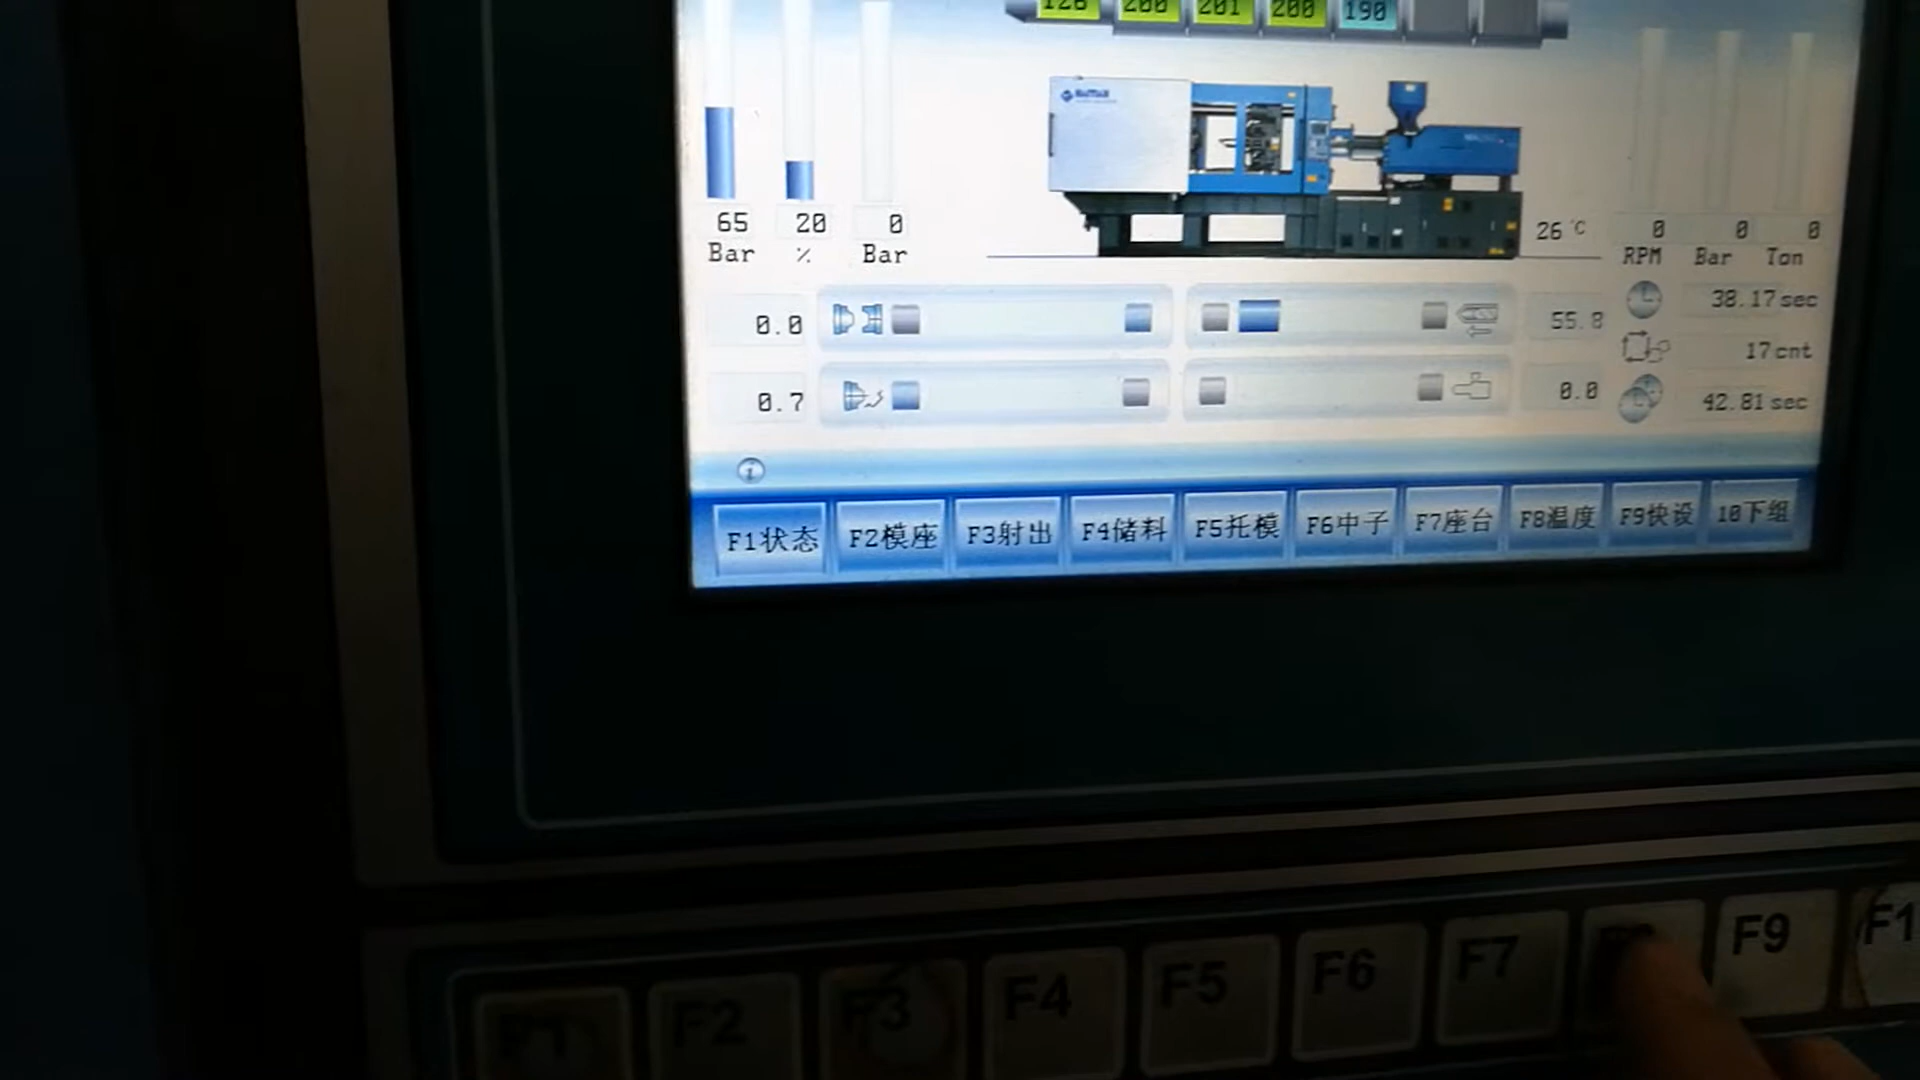 126 200 201 200 190
HAITIAN
65 20 0
Bar % Bar
26 ℃
0 0 0
RPM Bar Ton
0.0
55.8
38.17 sec
17 cnt
0.7
0.0
42.81 sec
F1状态 F2模座 F3射出 F4储料 F5托模 F6中子 F7座台 F8温度 F9快设 10下组
F1 F2 F3 F4 F5 F6 F7 F9 F1